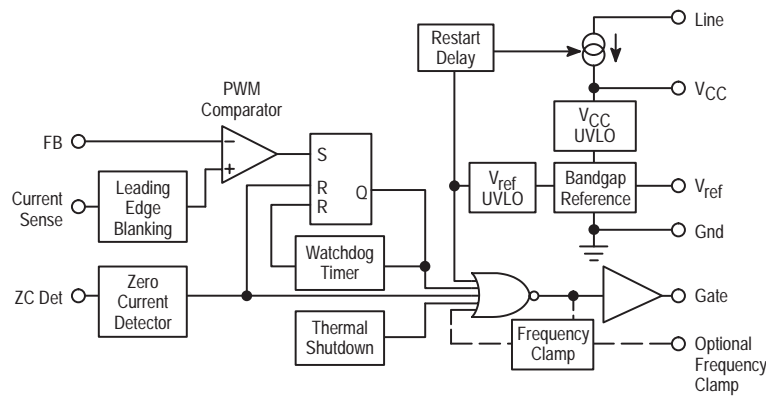 Line
Restart
Delay
VCC
PWM
Comparator
VCC
UVLO
FB
−
+
S
R
R
Q
Current
Sense
Leading
Edge
Blanking
Vref
UVLO
Bandgap
Reference
Vref
Gnd
Watchdog
Timer
ZC Det
Zero
Current
Detector
Gate
Thermal
Shutdown
Frequency
Clamp
Optional
Frequency
Clamp